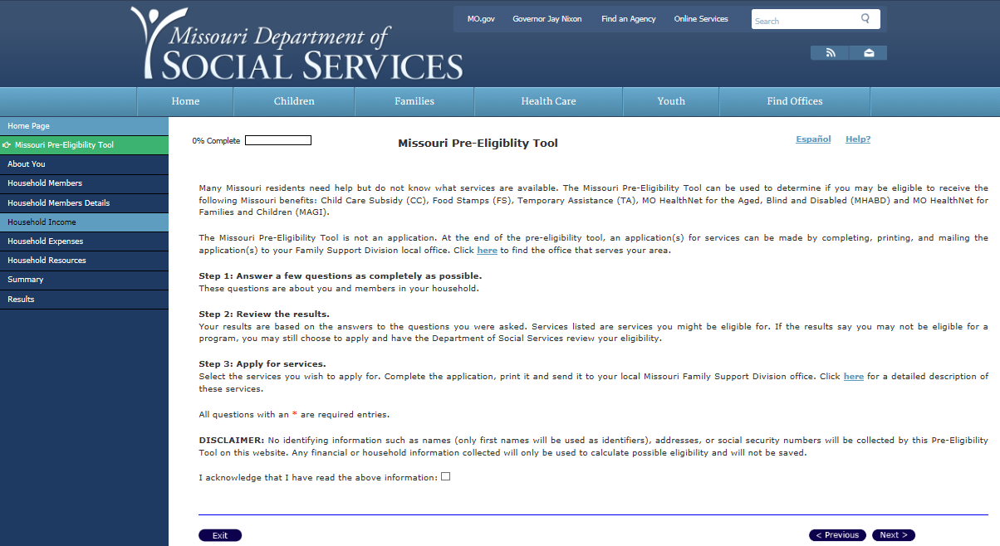 MO.gov Governor Jay Nixon Find an Agency Online Services Search
Missouri Department of
SOCIAL SERVICES
Home Children Families Health Care Youth Find Offices
Home Page
Missouri Pre-Eligibility Tool
About You
Household Members
Household Members Details
Household Income
Household Expenses
Household Resources
Summary
Results
0% Complete
Missouri Pre-Eligiblity Tool
Español Help?
Many Missouri residents need help but do not know what services are available. The Missouri Pre-Eligibility Tool can be used to determine if you may be eligible to receive the
following Missouri benefits: Child Care Subsidy (CC), Food Stamps (FS), Temporary Assistance (TA), MO HealthNet for the Aged, Blind and Disabled (MHABD) and MO HealthNet for
Families and Children (MAGI).
The Missouri Pre-Eligibility Tool is not an application. At the end of the pre-eligibility tool, an application(s) for services can be made by completing, printing, and mailing the
application(s) to your Family Support Division local office. Click here to find the office that serves your area.
Step 1: Answer a few questions as completely as possible.
These questions are about you and members in your household.
Step 2: Review the results.
Your results are based on the answers to the questions you were asked. Services listed are services you might be eligible for. If the results say you may not be eligible for a
program, you may still choose to apply and have the Department of Social Services review your eligibility.
Step 3: Apply for services.
Select the services you wish to apply for. Complete the application, print it and send it to your local Missouri Family Support Division office. Click here for a detailed description of
these services.
All questions with an * are required entries.
DISCLAIMER: No identifying information such as names (only first names will be used as identifiers), addresses, or social security numbers will be collected by this Pre-Eligibility
Tool on this website. Any financial or household information collected will only be used to calculate possible eligibility and will not be saved.
I acknowledge that I have read the above information:
Exit < Previous Next >